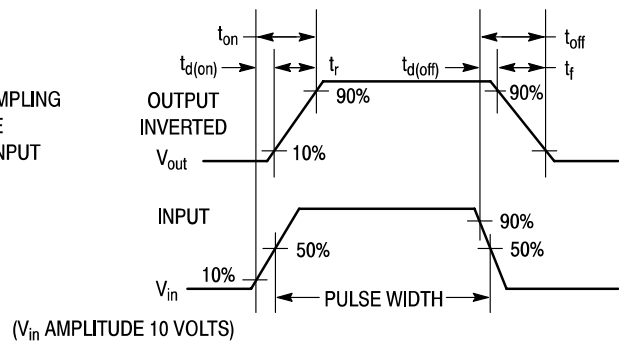 t_on t_off
t_d(on) t_r t_d(off) t_f
OUTPUT
INVERTED
90% 90%
V_out 10%
INPUT
90%
50% 50%
10%
V_in PULSE WIDTH
(V_in AMPLITUDE 10 VOLTS)